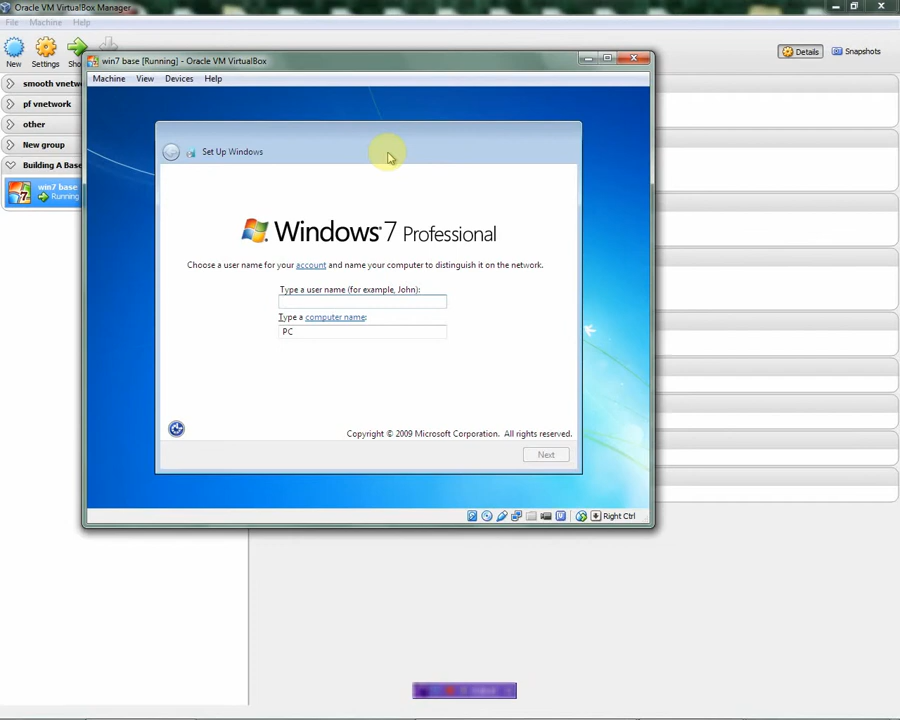 Oracle VM VirtualBox Manager
File Machine Help
New Settings Sho
Details Snapshots
smooth vnetw
pf vnetwork
other
New group
Building A Base
win7 base
Running
win7 base [Running] - Oracle VM VirtualBox
Machine View Devices Help
Set Up Windows
Windows 7 Professional
Choose a user name for your account and name your computer to distinguish it on the network.
Type a user name (for example, John):
Type a computer name:
PC
Copyright © 2009 Microsoft Corporation. All rights reserved.
Next
Right Ctrl